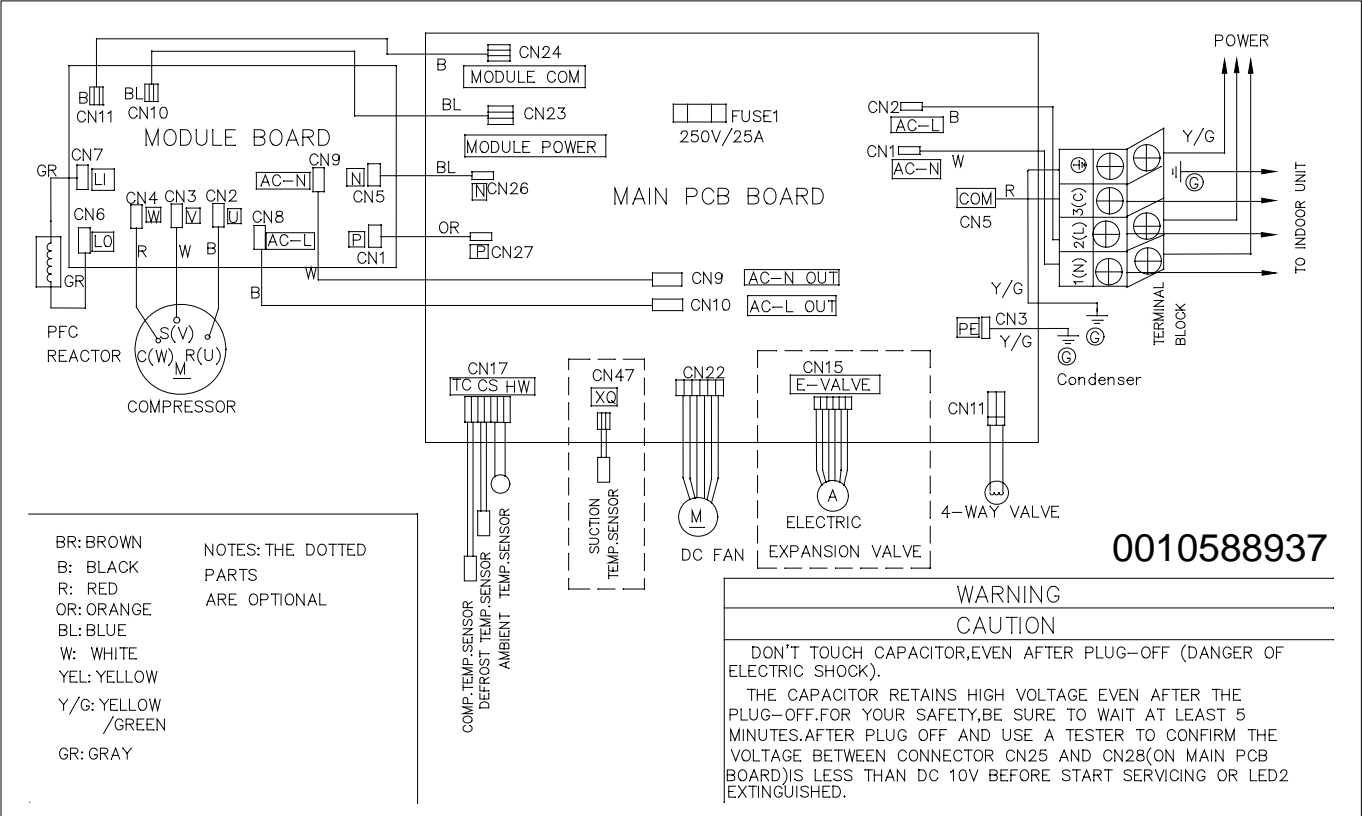 POWER
CN24
B
MODULE COM
B
CN11
BL
CN10
MODULE BOARD
BL
CN23
MODULE POWER
FUSE1
250V/25A
CN2
B
AC-L
CN1
W
AC-N
Y/G
GR
CN7
LI
CN6
LO
GR
CN4
W
CN3
V
CN2
U
AC-N
CN9
CN8
AC-L
N
CN5
P
CN1
BL
N
CN26
OR
P
CN27
MAIN PCB BOARD
COM
R
CN5
3(C)
2(L)
1(N)
G
TO INDOOR UNIT
R
W
B
W
B
CN9
AC-N OUT
CN10
AC-L OUT
Y/G
G
PE
CN3
Y/G
G
Condenser
TERMINAL
BLOCK
PFC
REACTOR
S(V)
C(W)
R(U)
M
COMPRESSOR
CN17
TC CS HW
CN47
XQ
CN22
CN15
E-VALVE
CN11
COMP.TEMP.SENSOR
DEFROST TEMP.SENSOR
AMBIENT TEMP.SENSOR
SUCTION
TEMP.SENSOR
M
DC FAN
A
ELECTRIC
EXPANSION VALVE
4-WAY VALVE
0010588937
BR: BROWN
B: BLACK
R: RED
OR: ORANGE
BL: BLUE
W: WHITE
YEL: YELLOW
Y/G: YELLOW
/GREEN
GR: GRAY
NOTES: THE DOTTED
PARTS
ARE OPTIONAL
WARNING
CAUTION
DON'T TOUCH CAPACITOR,EVEN AFTER PLUG-OFF (DANGER OF
ELECTRIC SHOCK).
THE CAPACITOR RETAINS HIGH VOLTAGE EVEN AFTER THE
PLUG-OFF.FOR YOUR SAFETY,BE SURE TO WAIT AT LEAST 5
MINUTES.AFTER PLUG OFF AND USE A TESTER TO CONFIRM THE
VOLTAGE BETWEEN CONNECTOR CN25 AND CN28(ON MAIN PCB
BOARD)IS LESS THAN DC 10V BEFORE START SERVICING OR LED2
EXTINGUISHED.